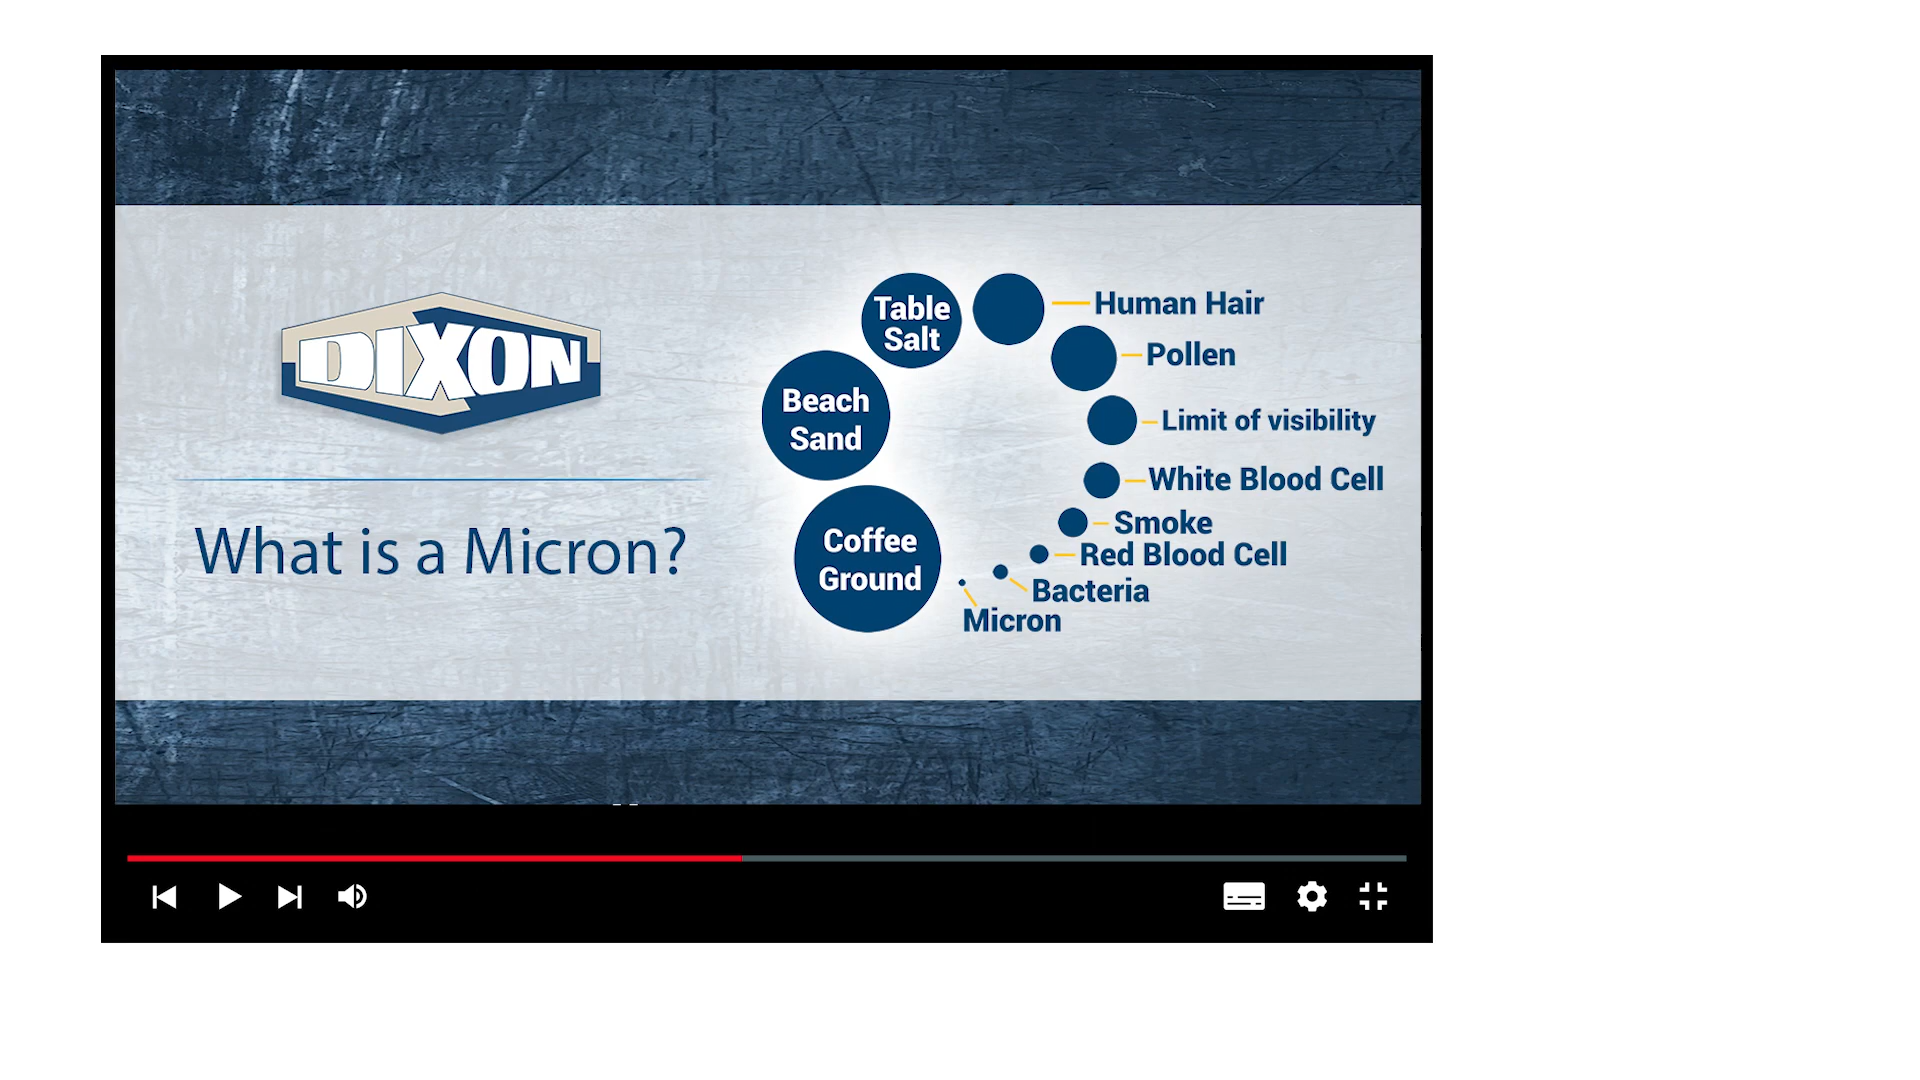 DIXON
What is a Micron?
Table
Salt
Human Hair
Pollen
Beach
Sand
Limit of visibility
White Blood Cell
Smoke
Coffee
Ground
Red Blood Cell
Bacteria
Micron